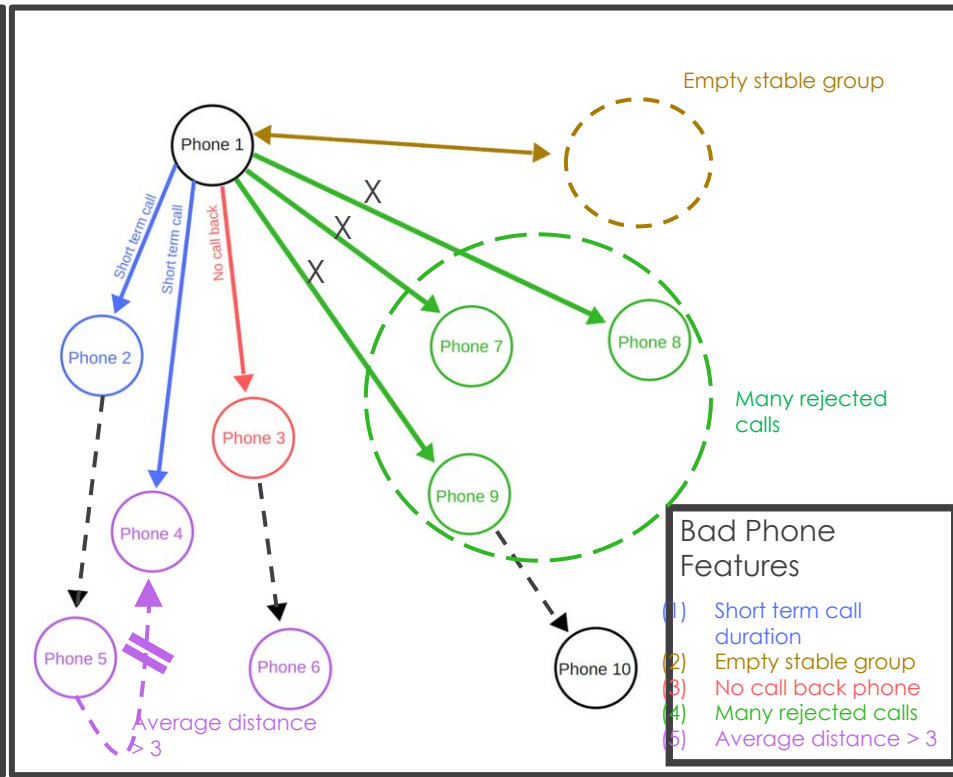 Empty stable group
Phone 1
X
X
X
Short term call
Short term call
No call back
Phone 7
Phone 8
Phone 2
Many rejected
calls
Phone 3
Phone 9
Phone 4
Phone 5
Phone 6
Phone 10
Average distance
> 3
Bad Phone
Features
(1) Short term call
duration
(2) Empty stable group
(3) No call back phone
(4) Many rejected calls
(5) Average distance > 3